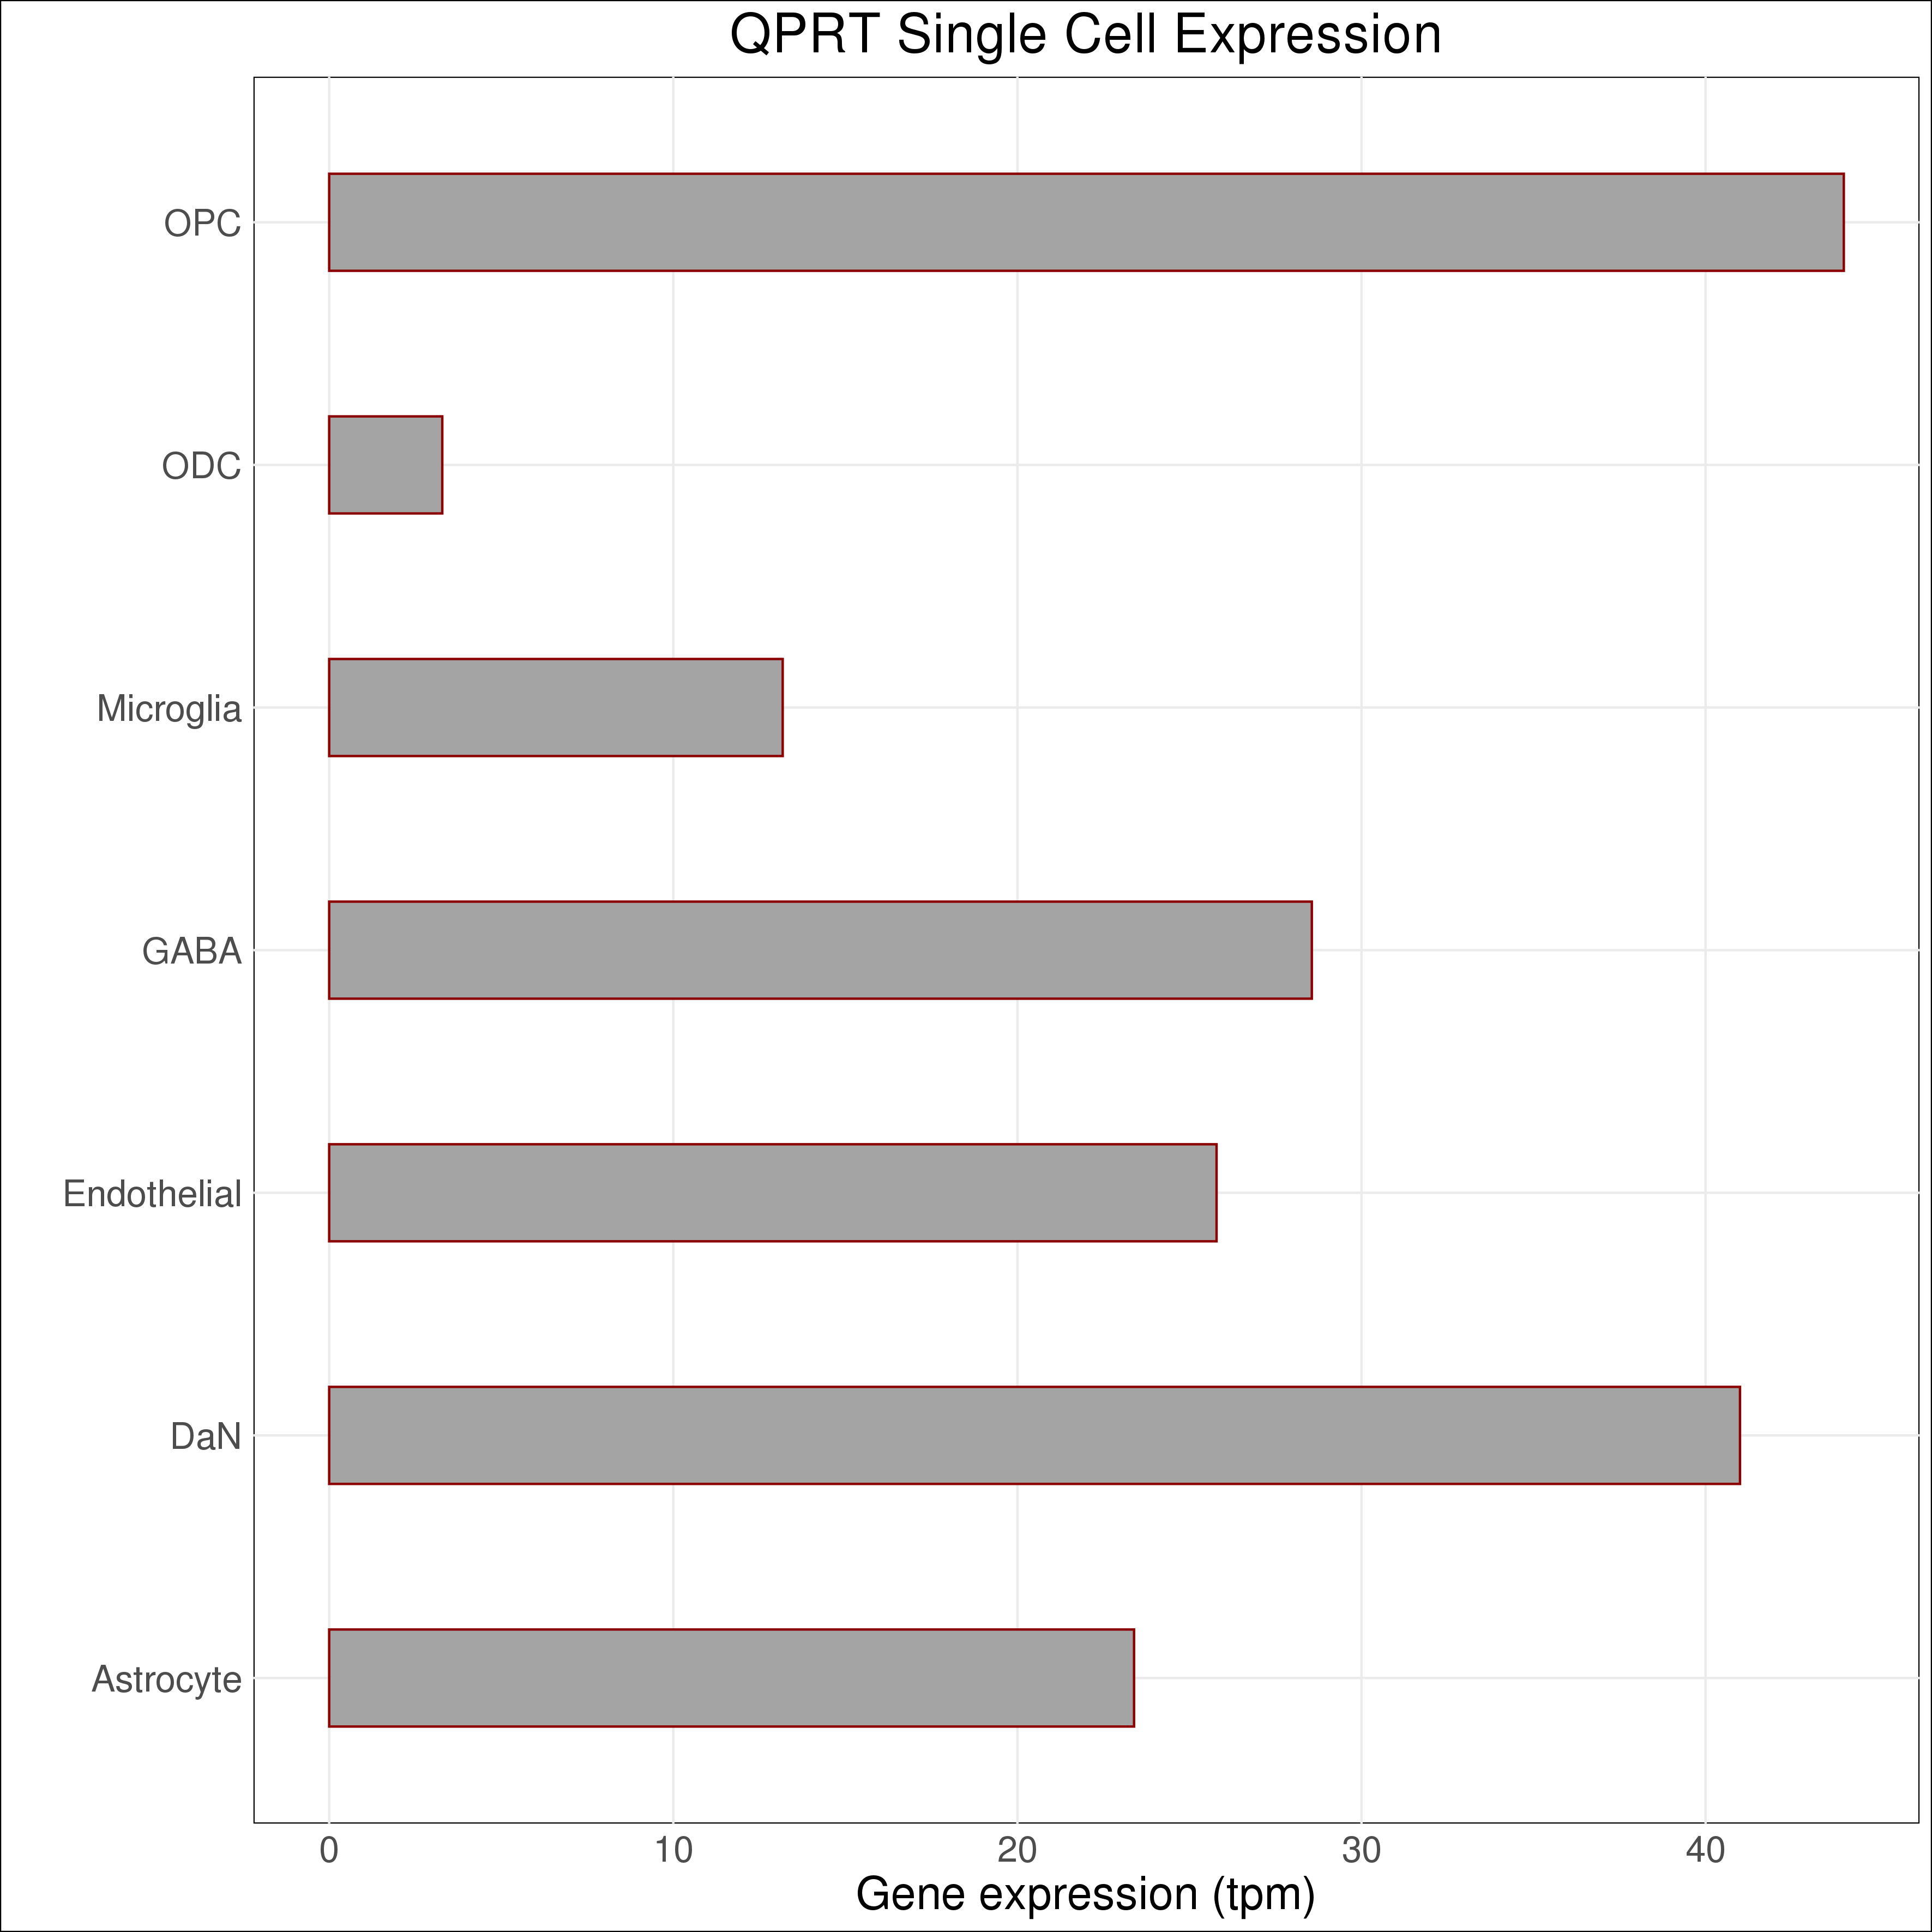 QPRT Single Cell Expression
OPC
ODC
Microglia
GABA
Endothelial
DaN
Astrocyte
0 10 20 30 40
Gene expression (tpm)